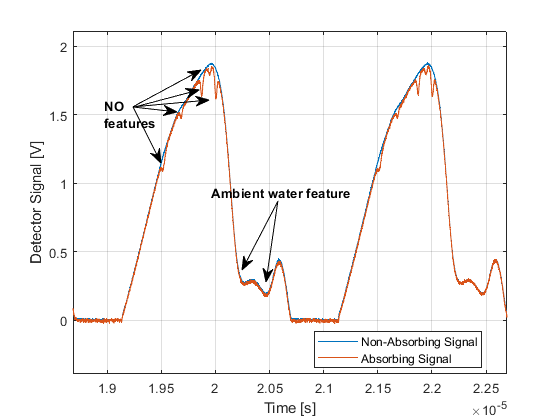 2
1.5
1
0.5
0
Detector Signal [V]
NO
features
Ambient water feature
Non-Absorbing Signal
Absorbing Signal
1.9 1.95 2 2.05 2.1 2.15 2.2 2.25
Time [s]
×10⁻⁵